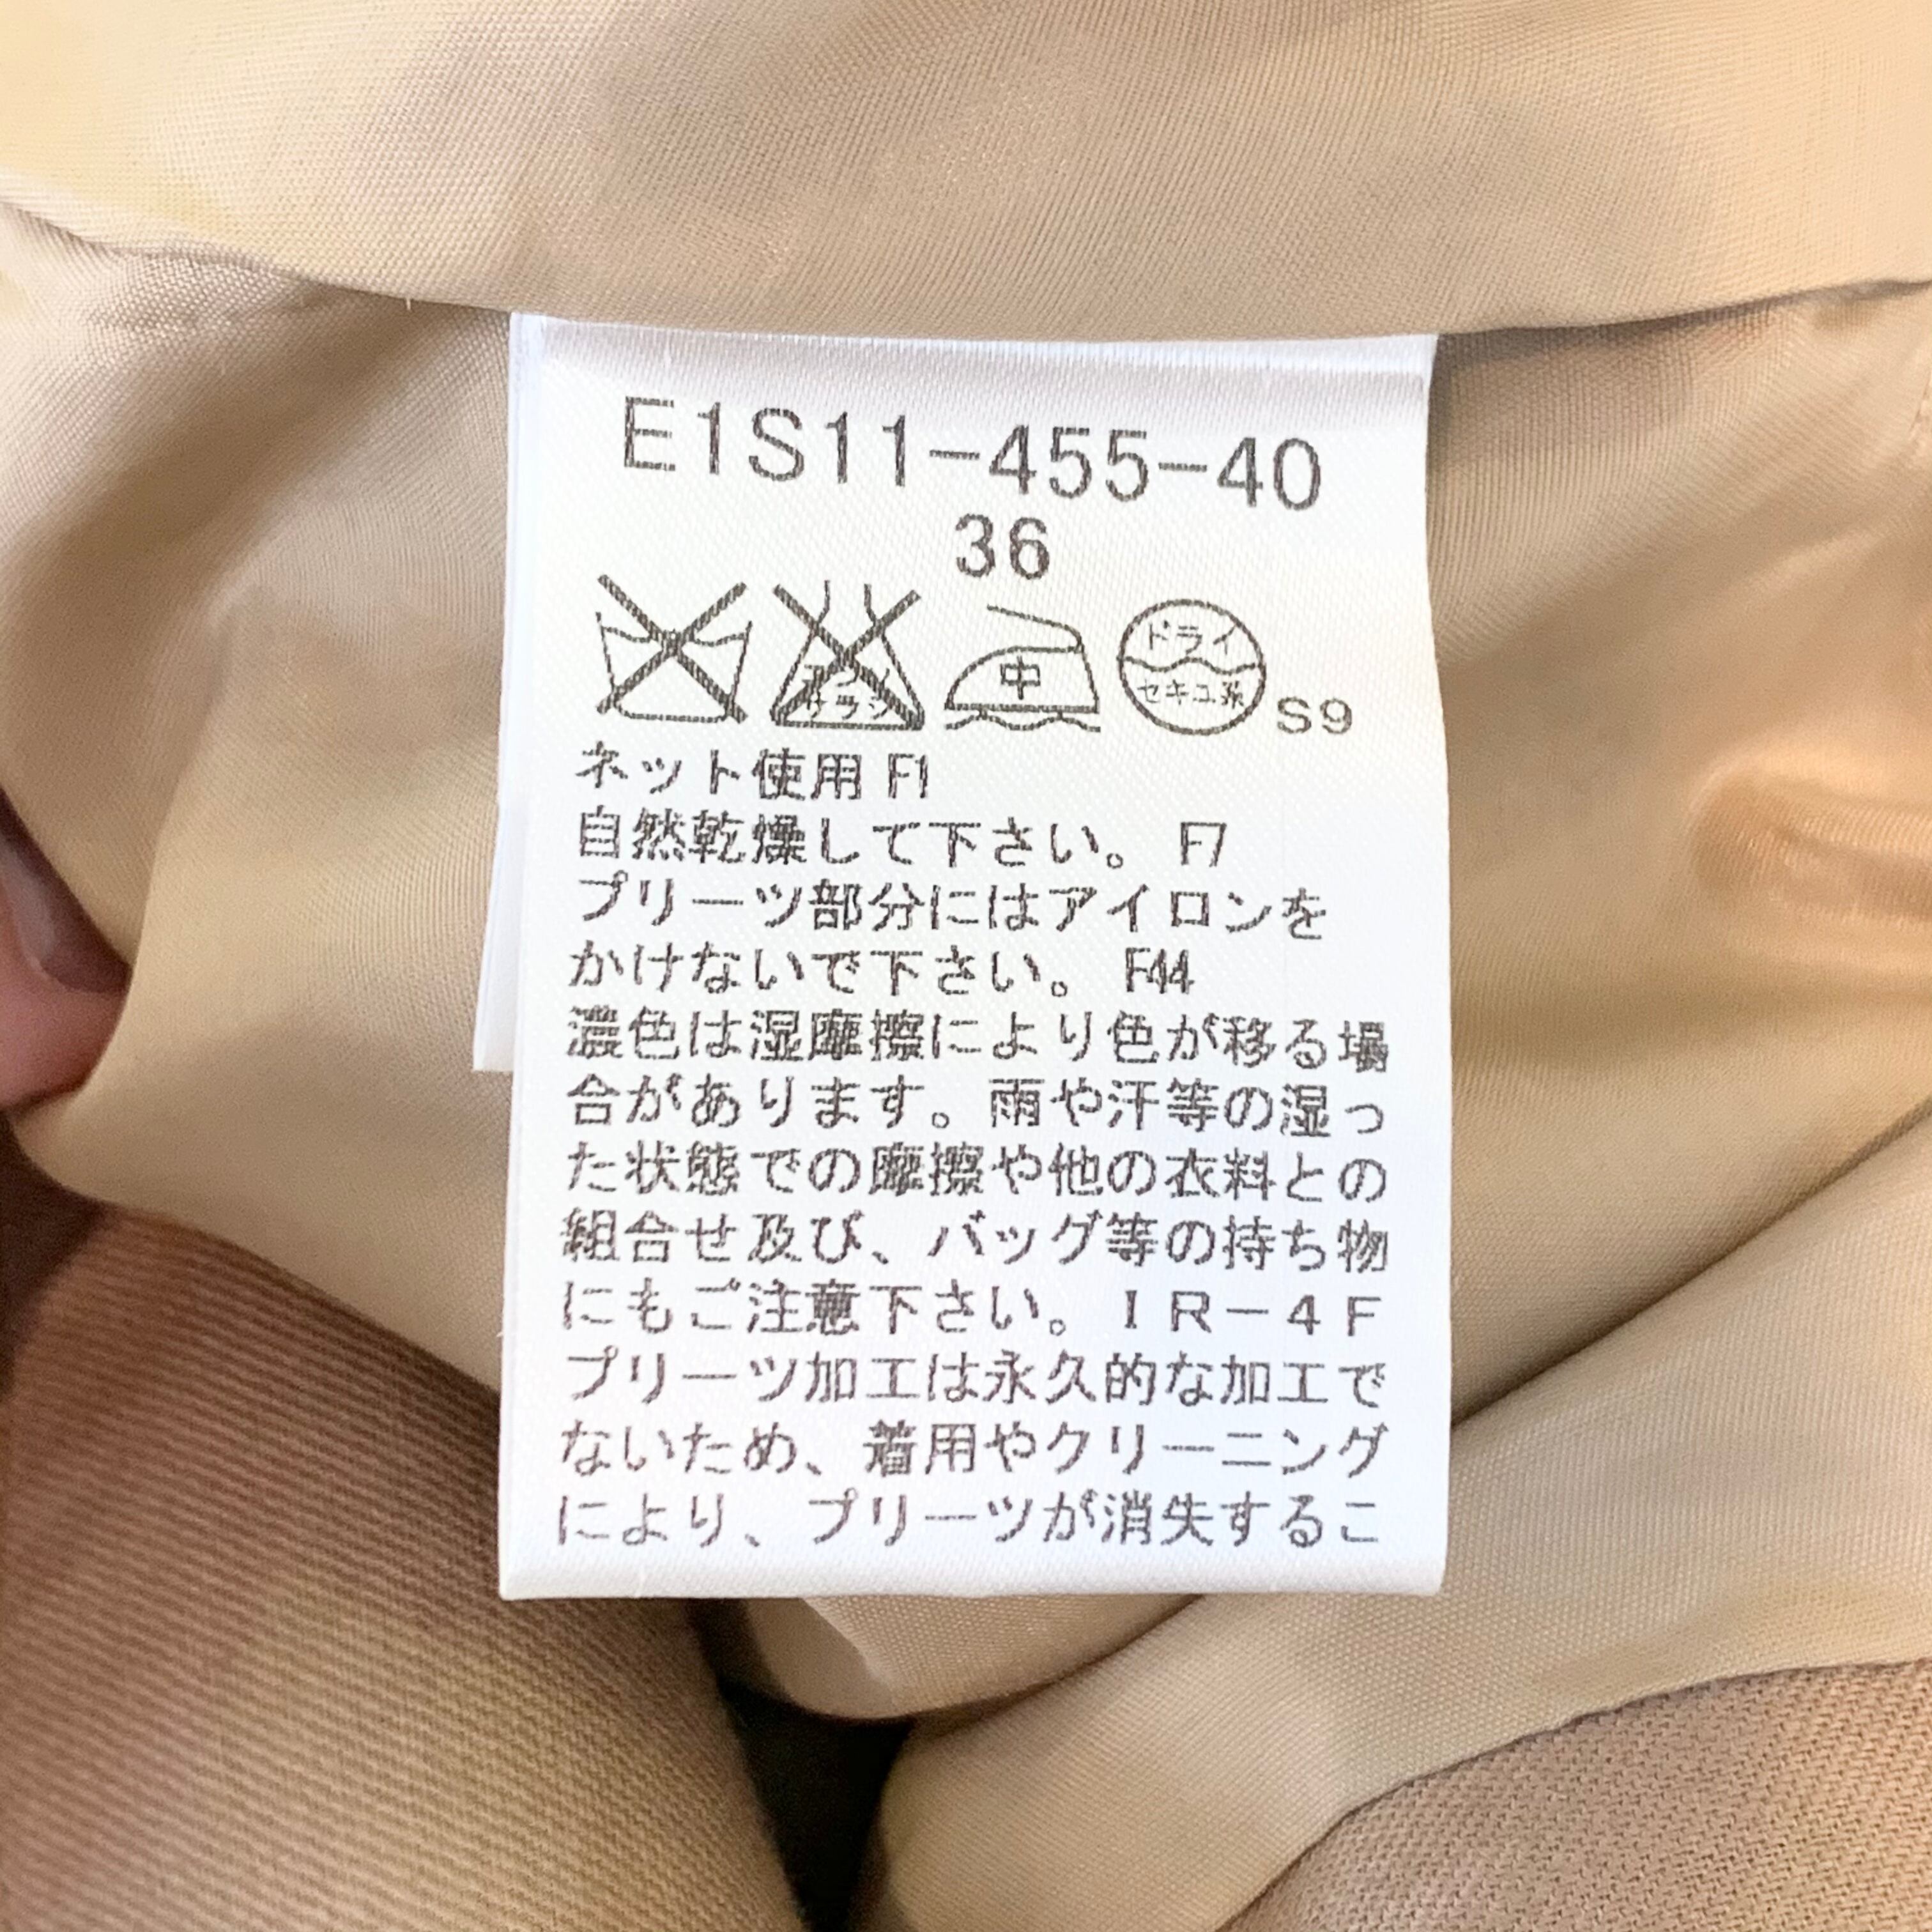 E1S11-455-40
36
中
ドライ
セキユ系
S9
ネット使用 F1
自然乾燥して下さい。 F7
プリーツ部分にはアイロンを
かけないで下さい。 F44
濃色は湿摩擦により色が移る場
合があります。雨や汗等の湿っ
た状態での摩擦や他の衣料との
組合せ及び、バッグ等の持ち物
にもご注意下さい。IR-4F
プリーツ加工は永久的な加工で
ないため、着用やクリーニング
により、プリーツが消失するこ